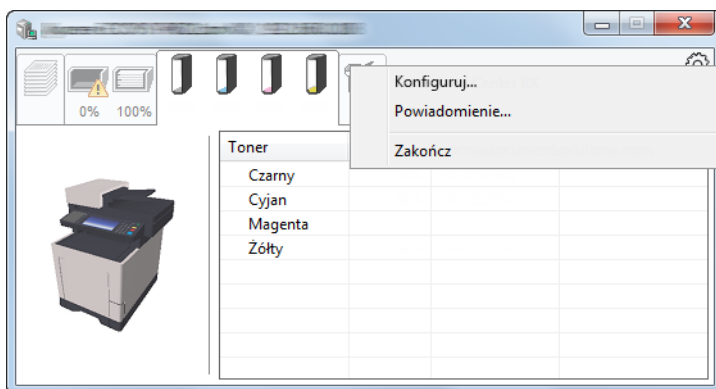 0% 100%
Konfiguruj...
Powiadomienie...
Zakończ
Toner
Czarny
Cyjan
Magenta
Żółty